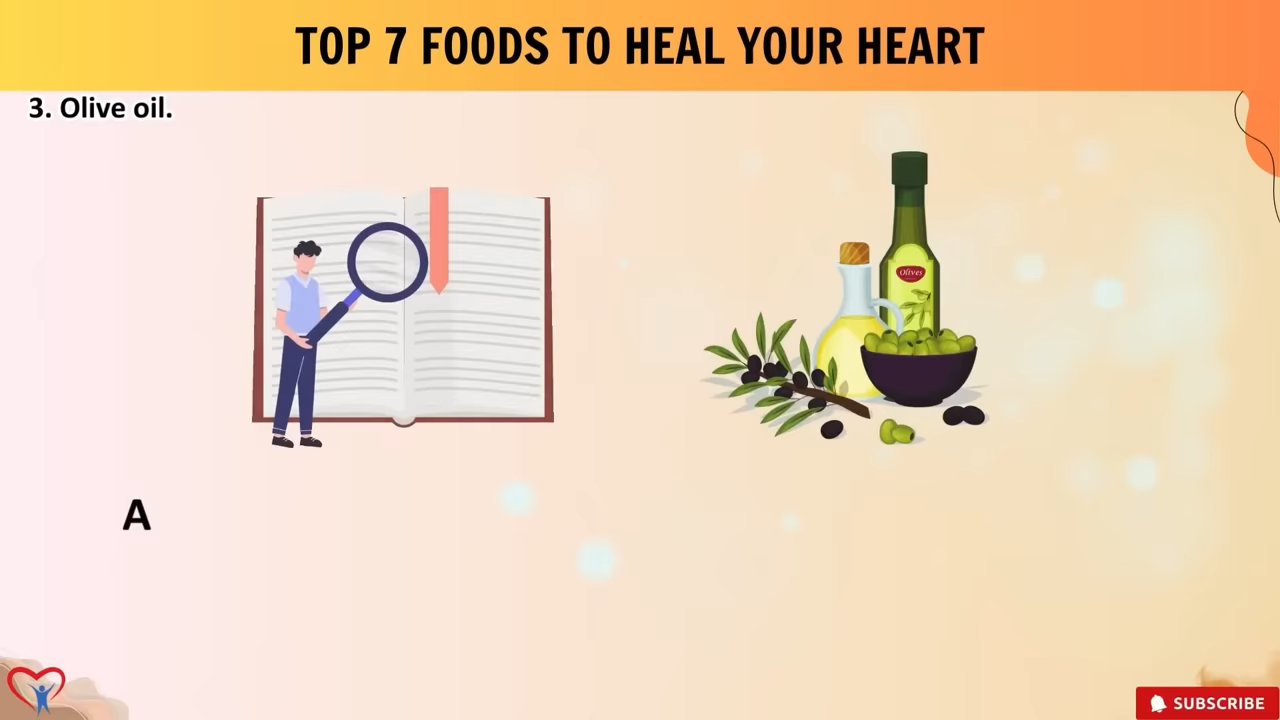 TOP 7 FOODS TO HEAL YOUR HEART
3. Olive oil.
Olives
A
SUBSCRIBE